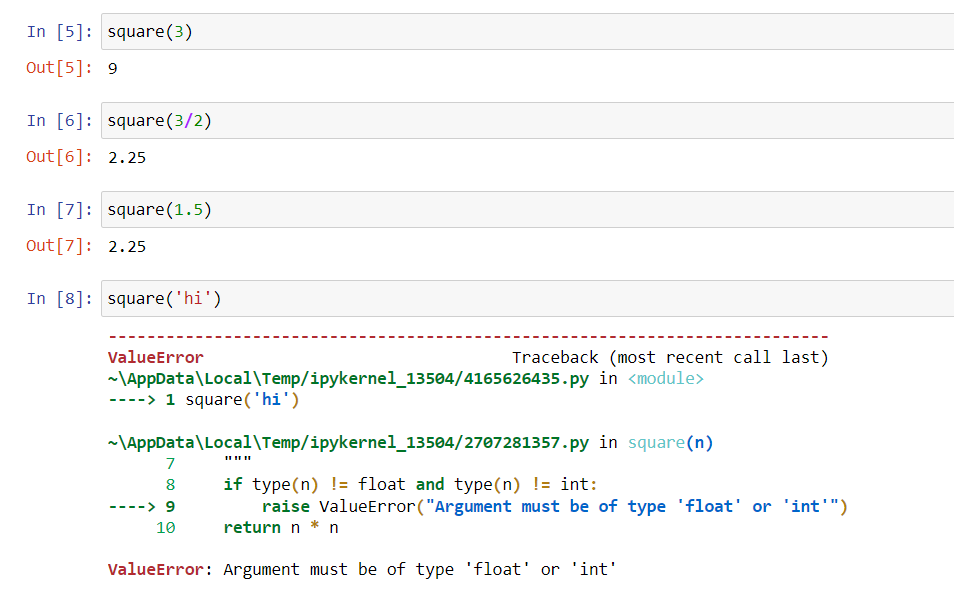 In [5]: square(3)
Out[5]: 9
In [6]: square(3/2)
Out[6]: 2.25
In [7]: square(1.5)
Out[7]: 2.25
In [8]: square('hi')
---------------------------------------------------------------------------
ValueError                                Traceback (most recent call last)
~\AppData\Local\Temp/ipykernel_13504/4165626435.py in <module>
----> 1 square('hi')
~\AppData\Local\Temp/ipykernel_13504/2707281357.py in square(n)
      7     """
      8     if type(n) != float and type(n) != int:
----> 9         raise ValueError("Argument must be of type 'float' or 'int'")
     10     return n * n
ValueError: Argument must be of type 'float' or 'int'